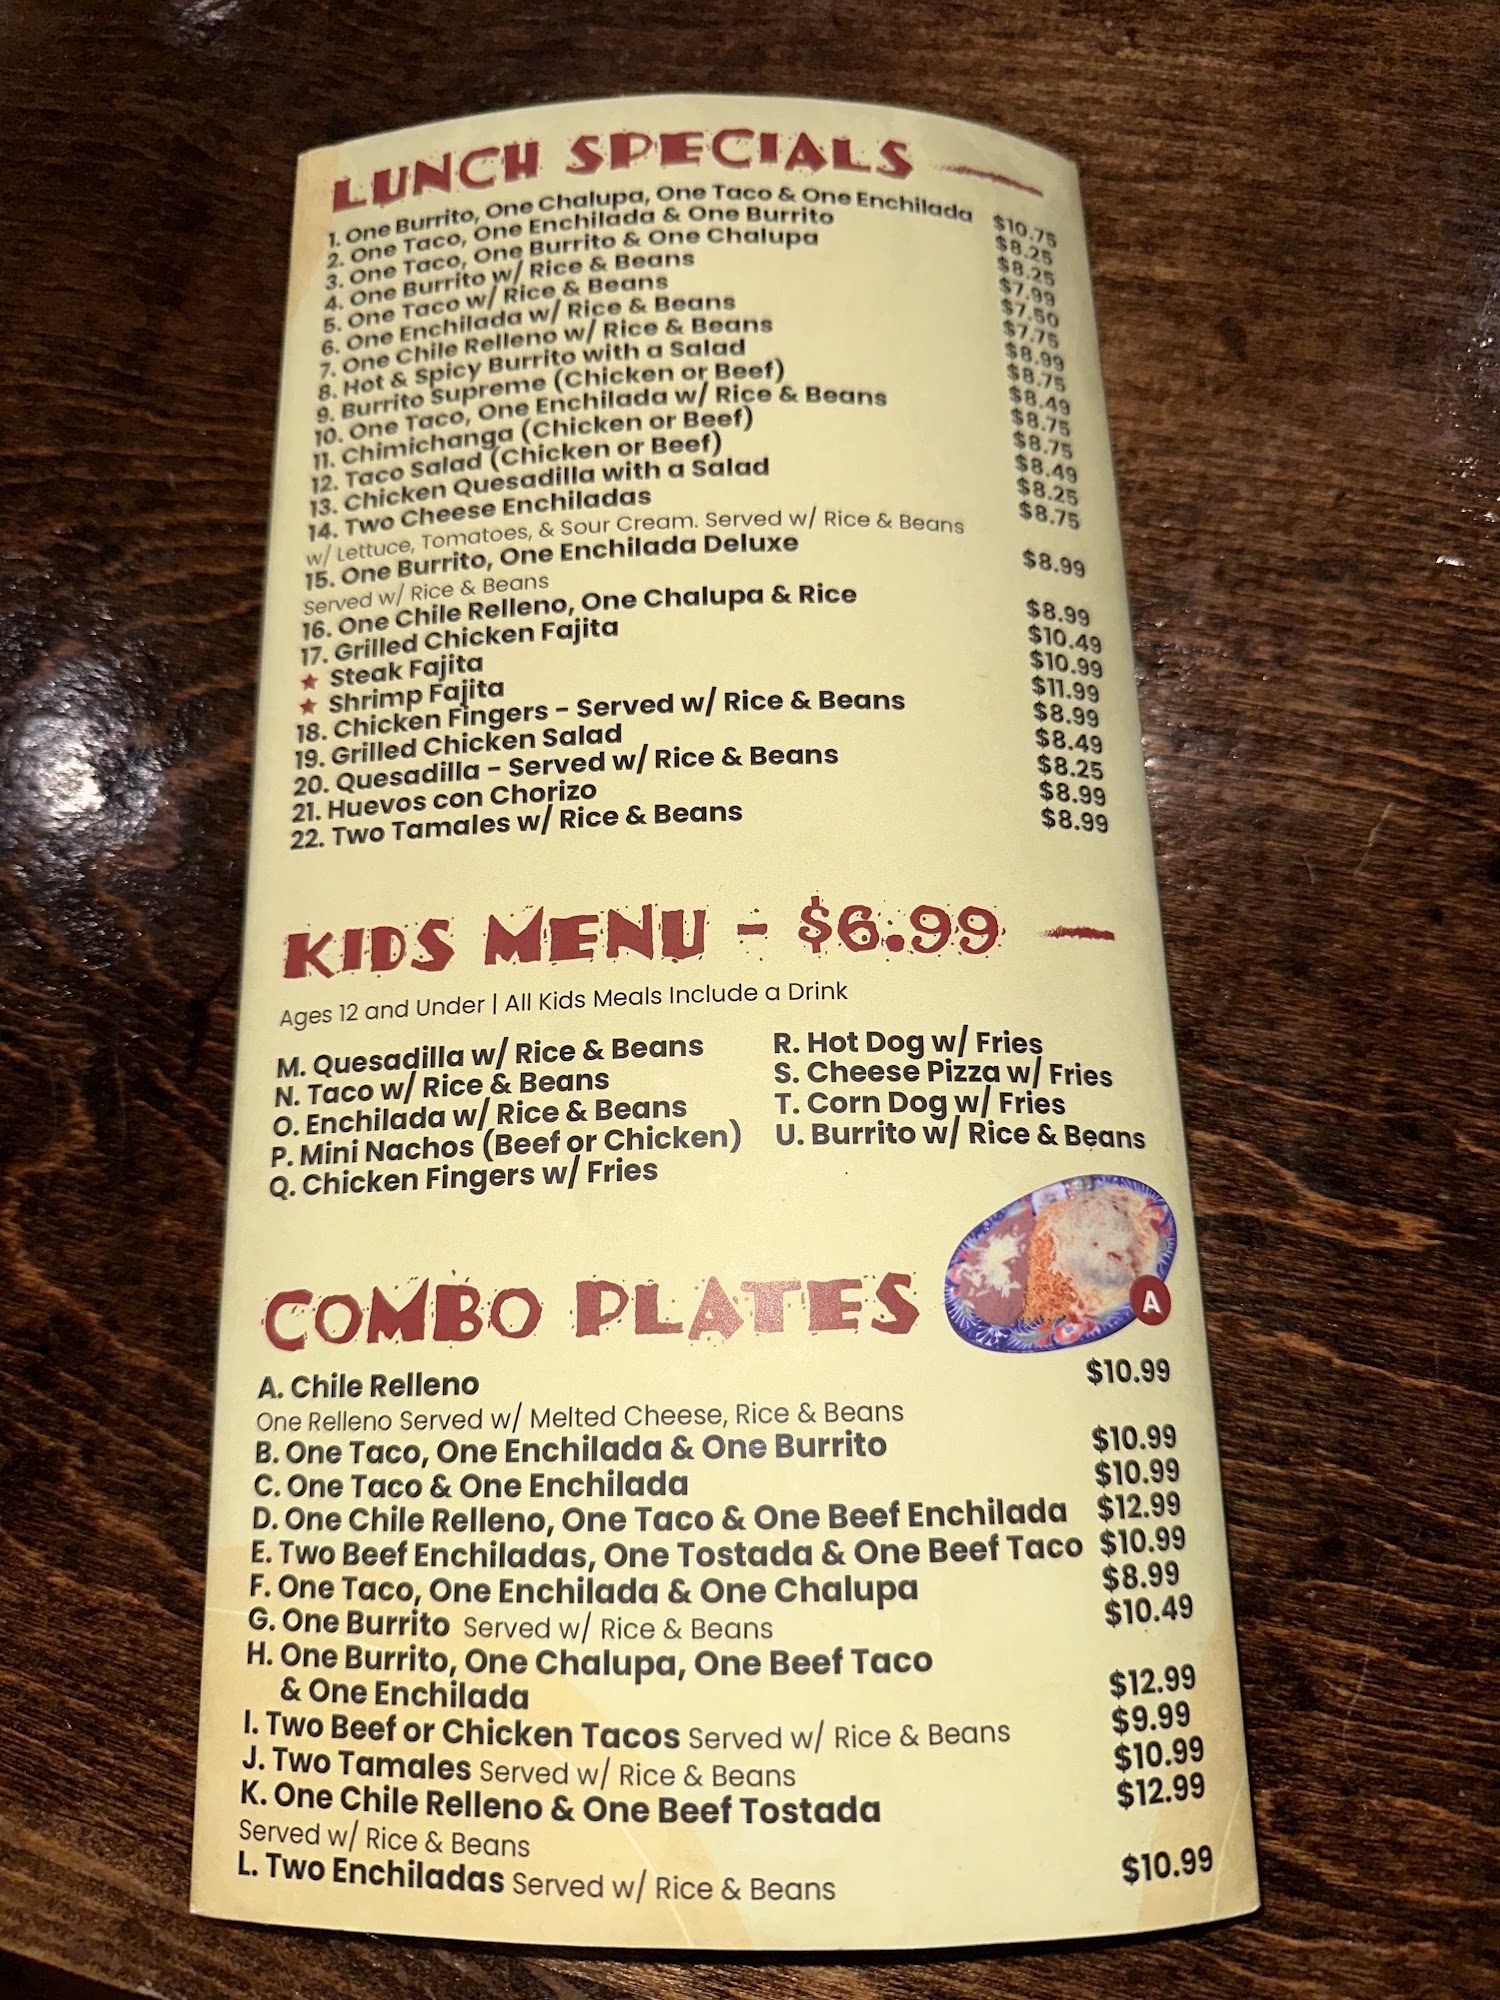 LUNCH SPECIALS
1. One Burrito, One Chalupa, One Taco & One Enchilada $10.75
2. One Taco, One Enchilada & One Burrito $8.25
3. One Taco, One Burrito & One Chalupa $8.25
4. One Burrito w/ Rice & Beans $7.99
5. One Taco w/ Rice & Beans $7.50
6. One Enchilada w/ Rice & Beans $7.75
7. One Chile Relleno w/ Rice & Beans $8.99
8. Hot & Spicy Burrito with a Salad $8.75
9. Burrito Supreme (Chicken or Beef) $8.49
10. One Taco, One Enchilada w/ Rice & Beans $8.75
11. Chimichanga (Chicken or Beef) $8.75
12. Taco Salad (Chicken or Beef) $8.49
13. Chicken Quesadilla with a Salad $8.25
14. Two Cheese Enchiladas $8.75
w/ Lettuce, Tomatoes, & Sour Cream. Served w/ Rice & Beans
15. One Burrito, One Enchilada Deluxe $8.99
Served w/ Rice & Beans
16. One Chile Relleno, One Chalupa & Rice $8.99
17. Grilled Chicken Fajita $10.49
★ Steak Fajita $10.99
★ Shrimp Fajita $11.99
18. Chicken Fingers - Served w/ Rice & Beans $8.99
19. Grilled Chicken Salad $8.49
20. Quesadilla - Served w/ Rice & Beans $8.25
21. Huevos con Chorizo $8.99
22. Two Tamales w/ Rice & Beans $8.99
KIDS MENU - $6.99
Ages 12 and Under | All Kids Meals Include a Drink
M. Quesadilla w/ Rice & Beans
N. Taco w/ Rice & Beans
O. Enchilada w/ Rice & Beans
P. Mini Nachos (Beef or Chicken)
Q. Chicken Fingers w/ Fries
R. Hot Dog w/ Fries
S. Cheese Pizza w/ Fries
T. Corn Dog w/ Fries
U. Burrito w/ Rice & Beans
COMBO PLATES
A
A. Chile Relleno $10.99
One Relleno Served w/ Melted Cheese, Rice & Beans
B. One Taco, One Enchilada & One Burrito $10.99
C. One Taco & One Enchilada $10.99
D. One Chile Relleno, One Taco & One Beef Enchilada $12.99
E. Two Beef Enchiladas, One Tostada & One Beef Taco $10.99
F. One Taco, One Enchilada & One Chalupa $8.99
G. One Burrito Served w/ Rice & Beans $10.49
H. One Burrito, One Chalupa, One Beef Taco
& One Enchilada $12.99
I. Two Beef or Chicken Tacos Served w/ Rice & Beans $9.99
J. Two Tamales Served w/ Rice & Beans $10.99
K. One Chile Relleno & One Beef Tostada $12.99
Served w/ Rice & Beans
L. Two Enchiladas Served w/ Rice & Beans $10.99